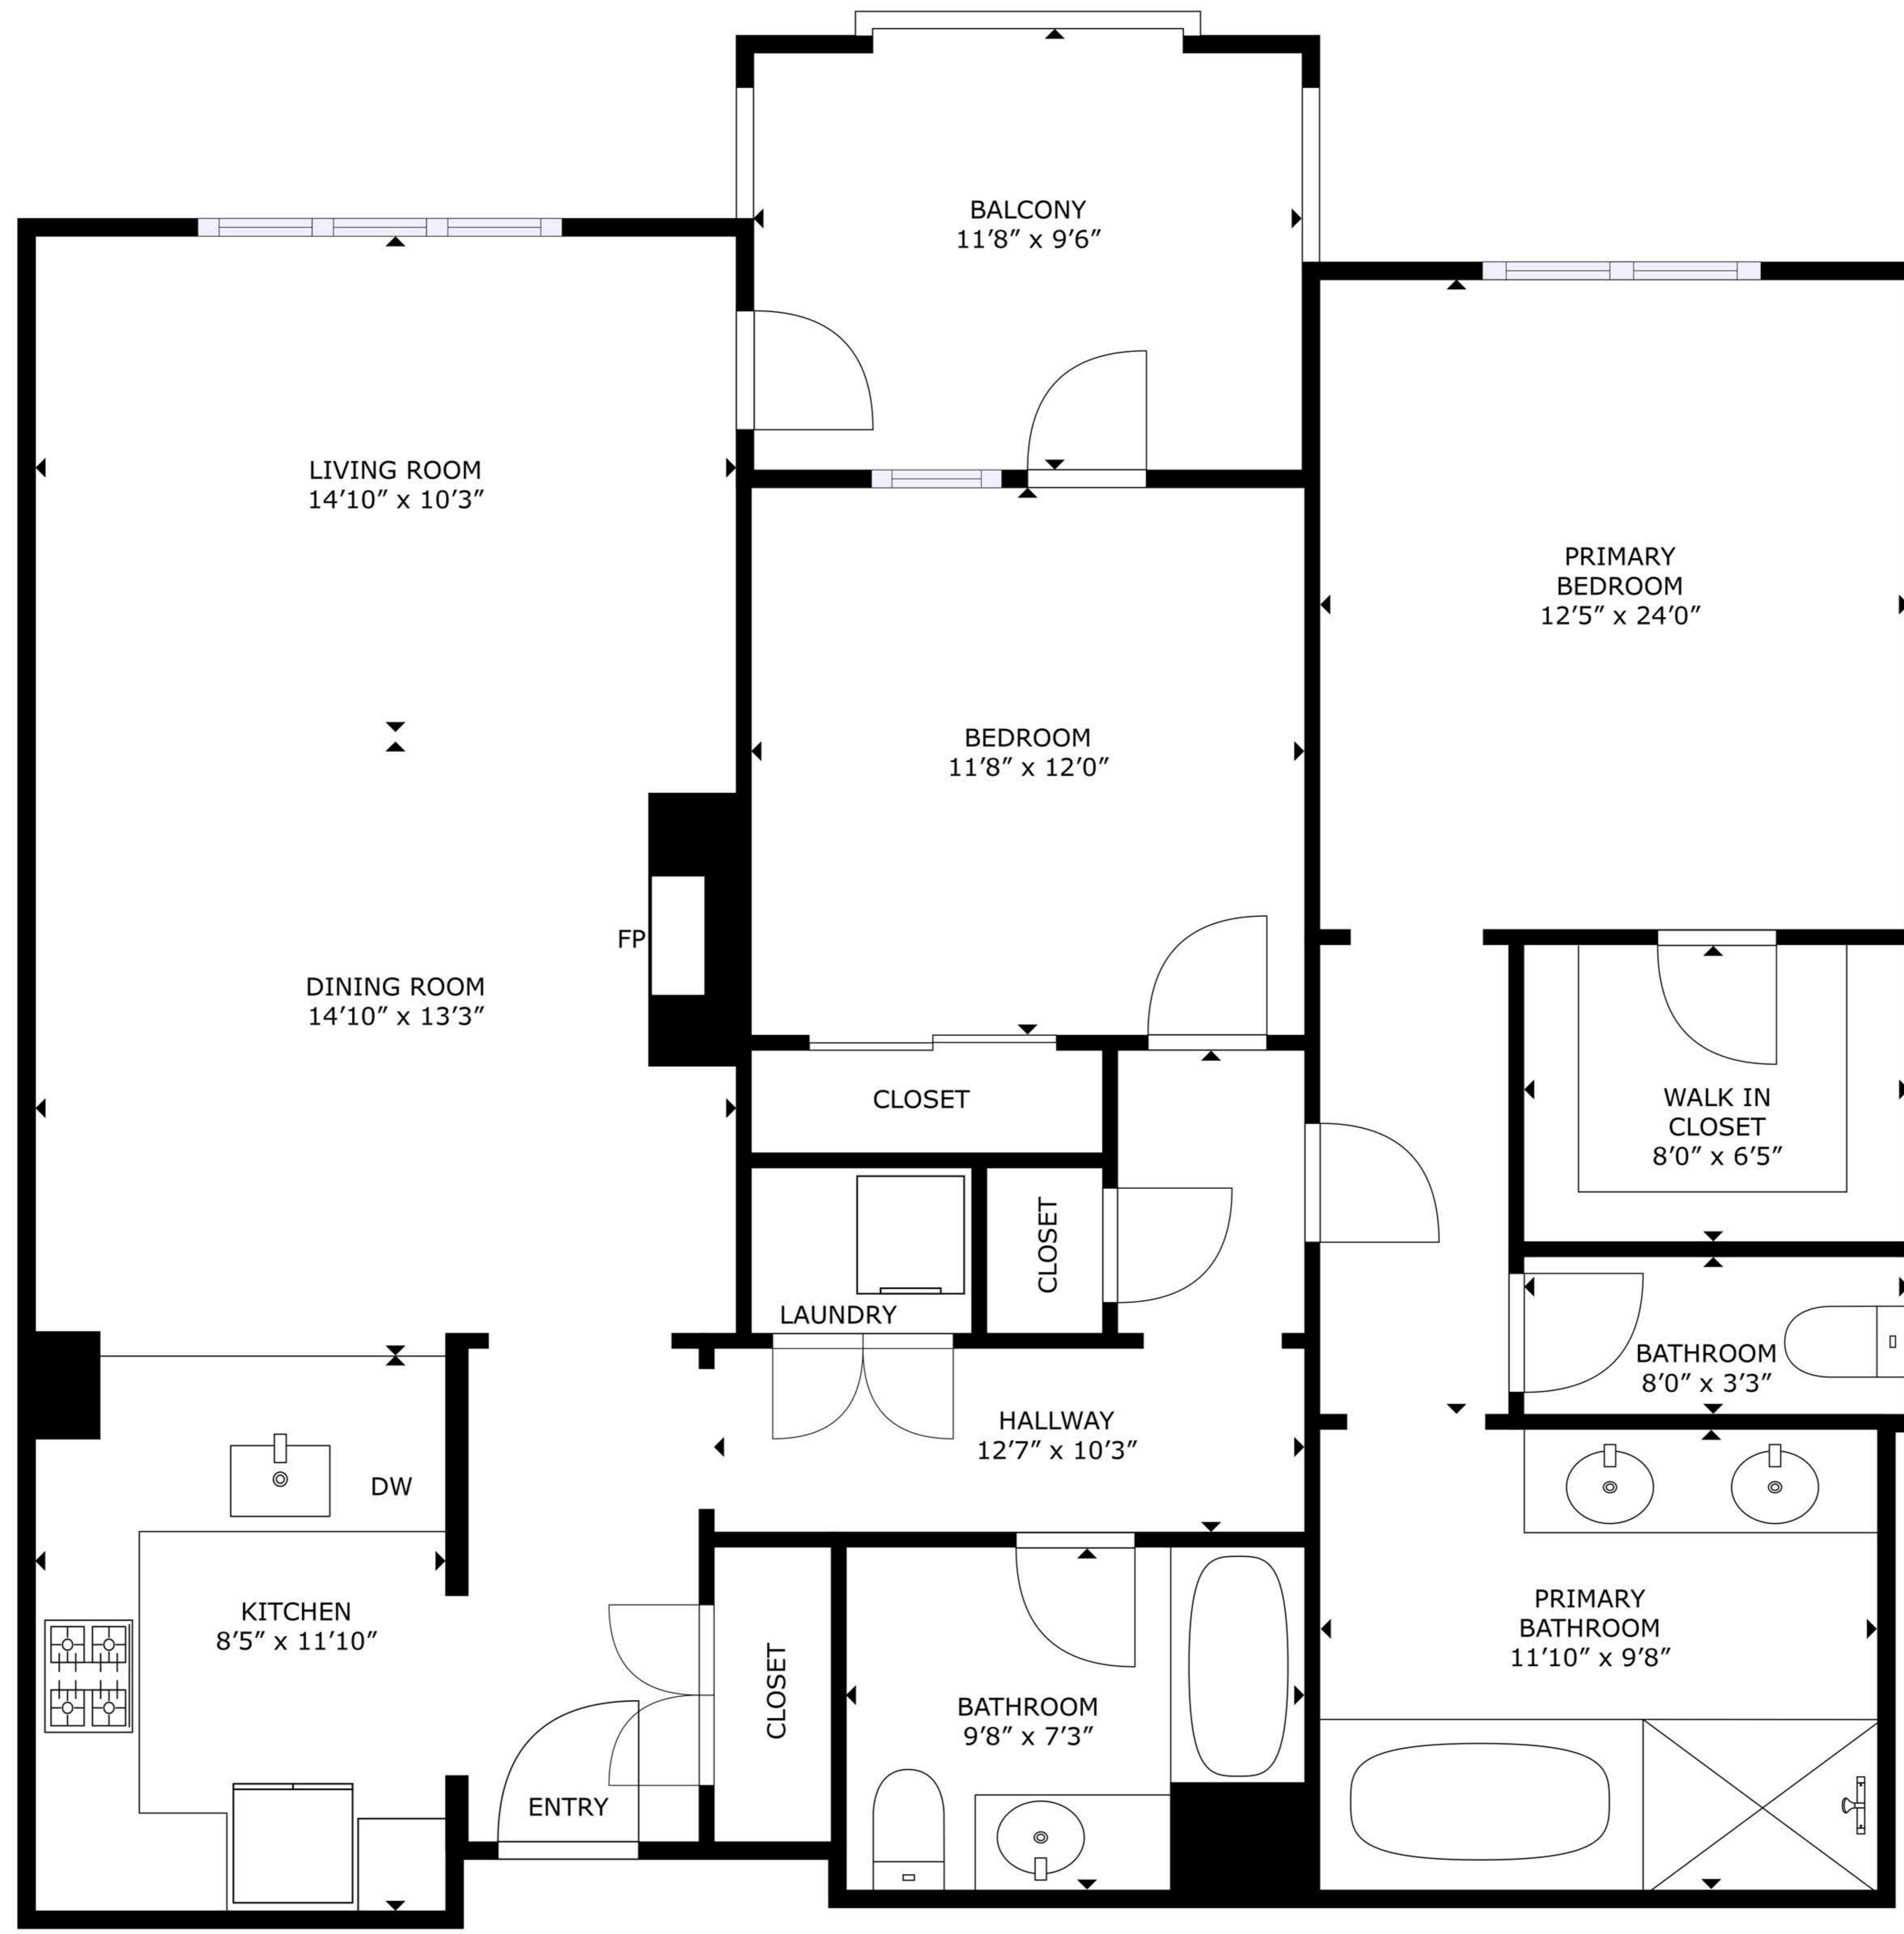 BALCONY
11′8″ x 9′6″
LIVING ROOM
14′10″ x 10′3″
PRIMARY
BEDROOM
12′5″ x 24′0″
BEDROOM
11′8″ x 12′0″
FP
DINING ROOM
14′10″ x 13′3″
CLOSET
WALK IN
CLOSET
8′0″ x 6′5″
CLOSET
LAUNDRY
BATHROOM
8′0″ x 3′3″
HALLWAY
12′7″ x 10′3″
DW
KITCHEN
8′5″ x 11′10″
PRIMARY
BATHROOM
11′10″ x 9′8″
CLOSET
BATHROOM
9′8″ x 7′3″
ENTRY